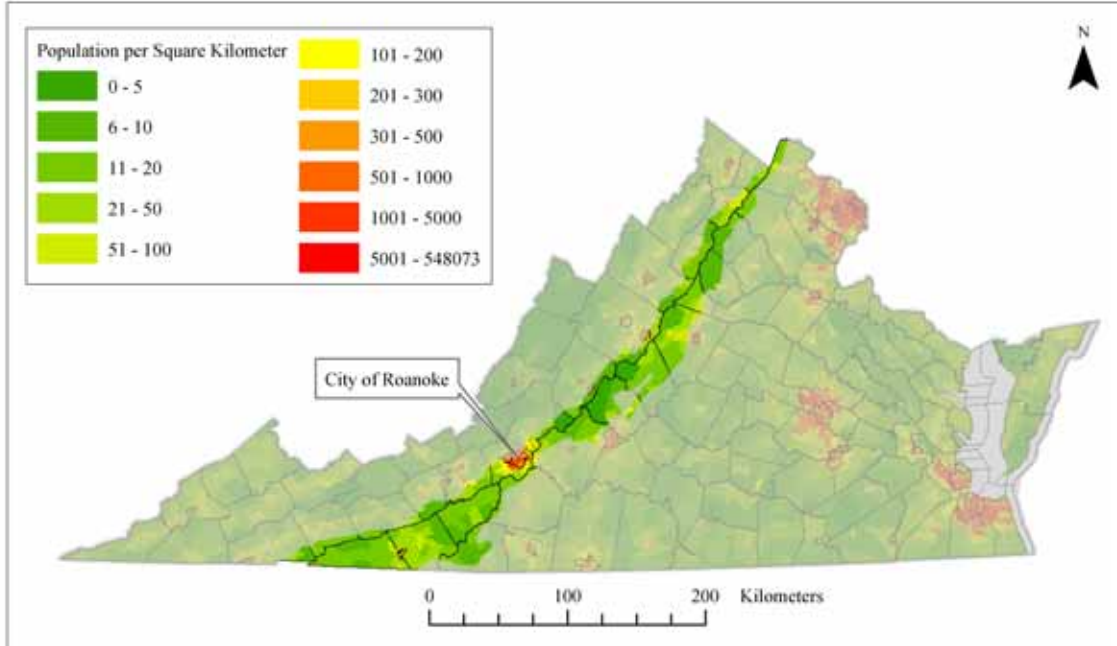 Population per Square Kilometer
0 - 5
6 - 10
11 - 20
21 - 50
51 - 100
101 - 200
201 - 300
301 - 500
501 - 1000
1001 - 5000
5001 - 548073
N
City of Roanoke
0 100 200 Kilometers